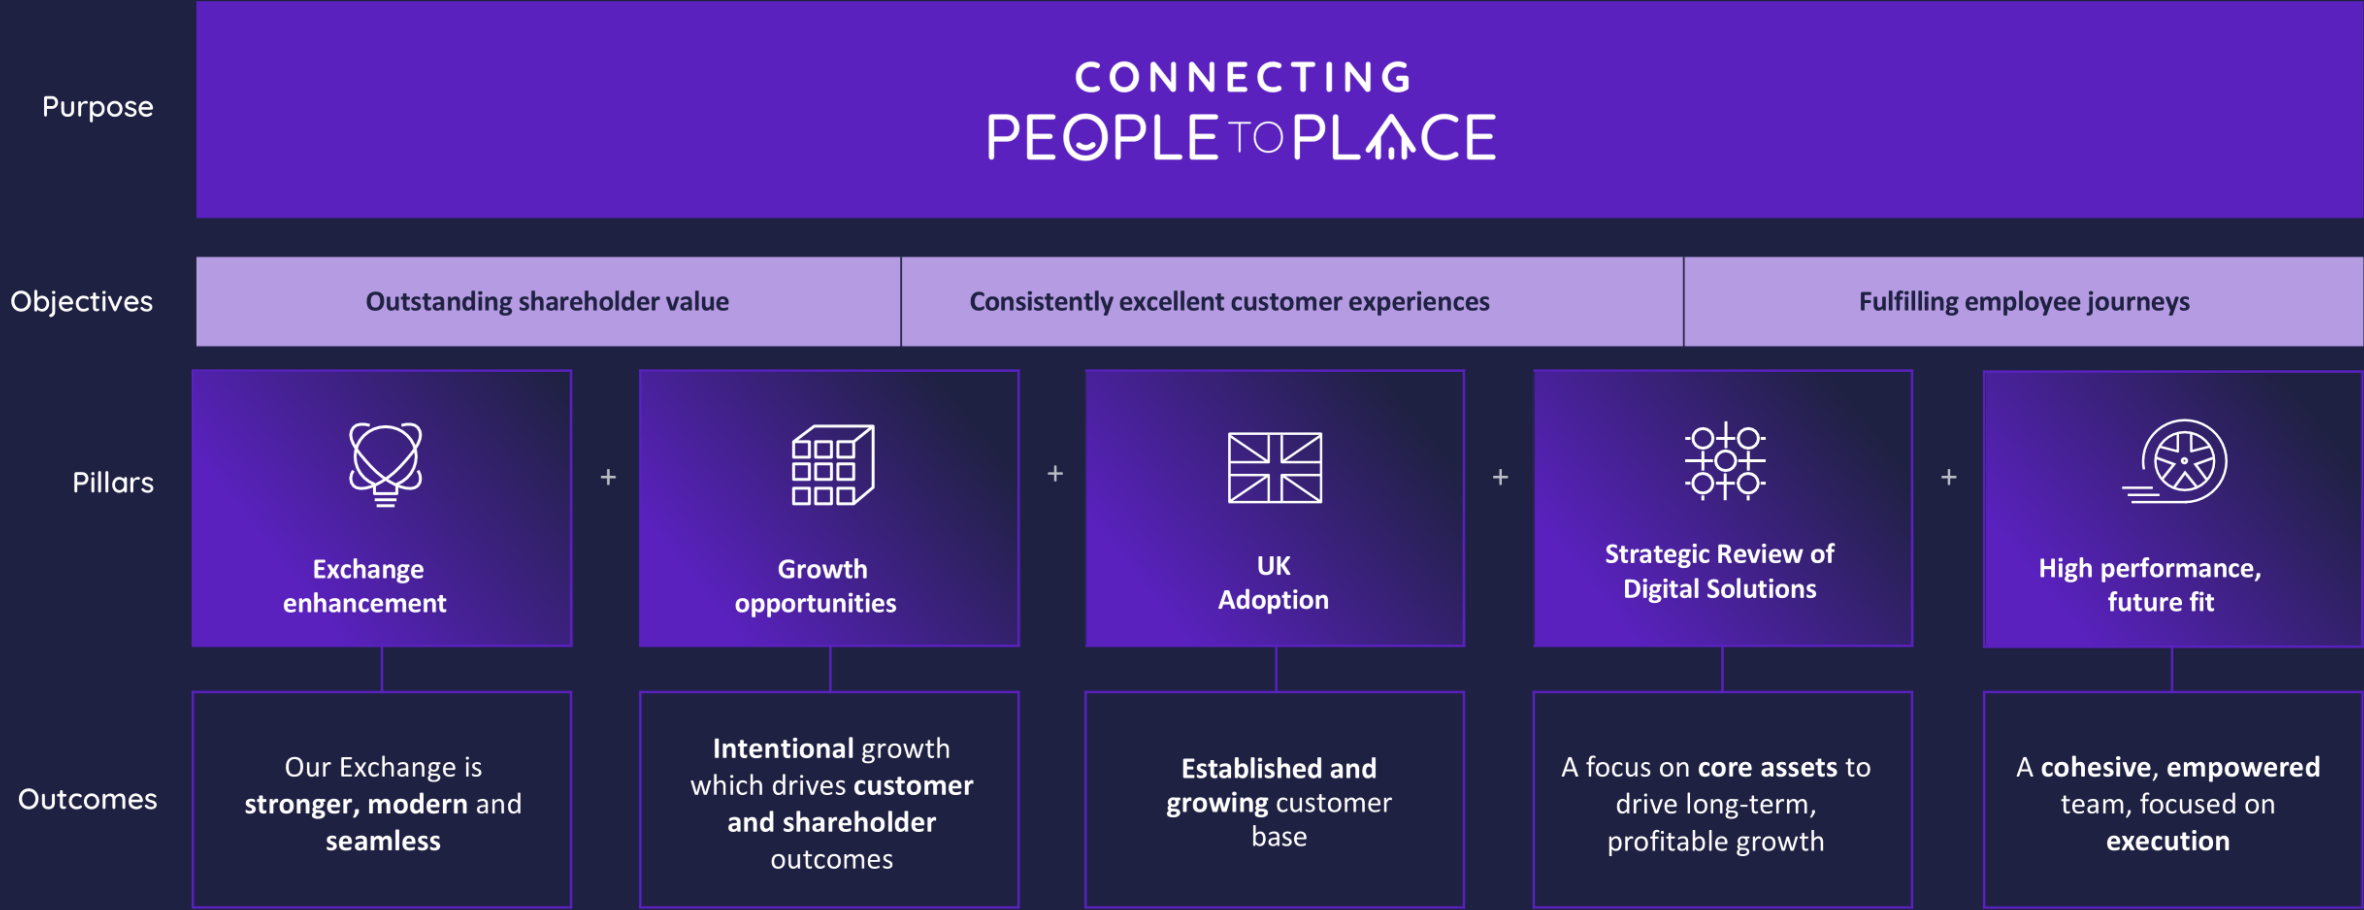 Purpose
CONNECTING
PEOPLE TO PLACE
Objectives
Outstanding shareholder value
Consistently excellent customer experiences
Fulfilling employee journeys
Pillars
Exchange
enhancement
+
Growth
opportunities
+
UK
Adoption
+
Strategic Review of
Digital Solutions
+
High performance,
future fit
Outcomes
Our Exchange is
stronger, modern and
seamless
Intentional growth
which drives customer
and shareholder
outcomes
Established and
growing customer
base
A focus on core assets to
drive long-term,
profitable growth
A cohesive, empowered
team, focused on
execution